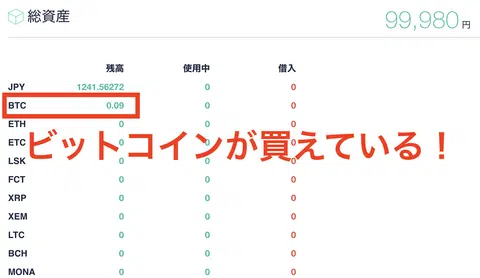 総資産 99,980 円
残高 使用中 借入
JPY 1241.56272 0 0
BTC 0.09 0 0
ETH 0 0 0
ビットコインが買えている！
ETC 0 0 0
LSK 0 0 0
FCT 0 0 0
XRP 0 0 0
XEM 0 0 0
LTC 0 0 0
BCH 0 0 0
MONA 0 0 0